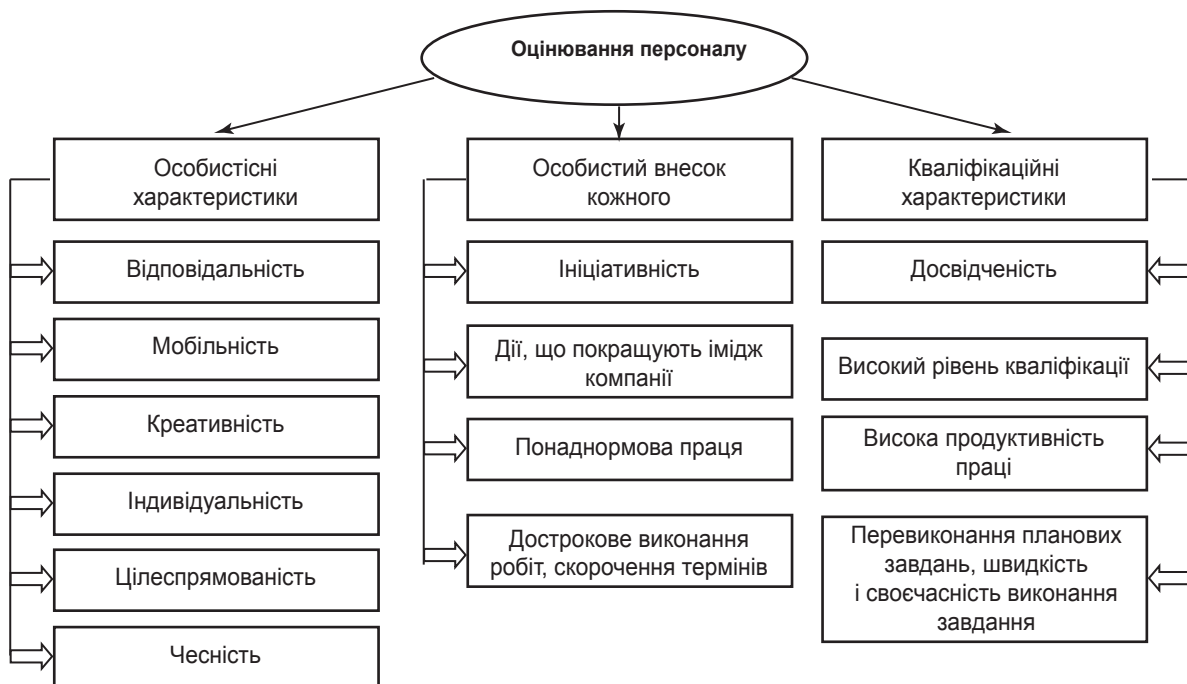 Оцінювання персоналу
Особистісні
характеристики
Відповідальність
Мобільність
Креативність
Індивідуальність
Цілеспрямованість
Чесність
Особистий внесок
кожного
Ініціативність
Дії, що покращують імідж
компанії
Понаднормова праця
Дострокове виконання
робіт, скорочення термінів
Кваліфікаційні
характеристики
Досвідченість
Високий рівень кваліфікації
Висока продуктивність
праці
Перевиконання планових
завдань, швидкість
і своєчасність виконання
завдання